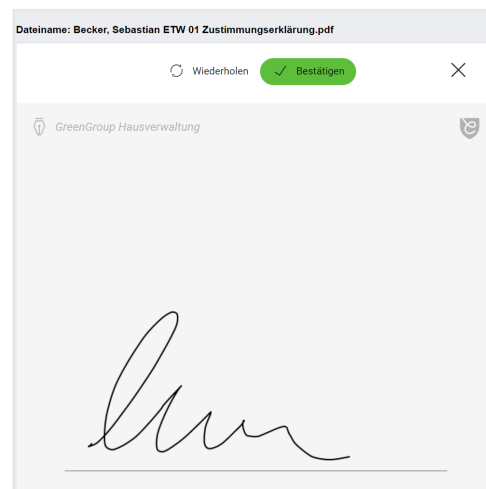 Dateiname: Becker, Sebastian ETW 01 Zustimmungserklärung.pdf
Wiederholen
Bestätigen
GreenGroup Hausverwaltung